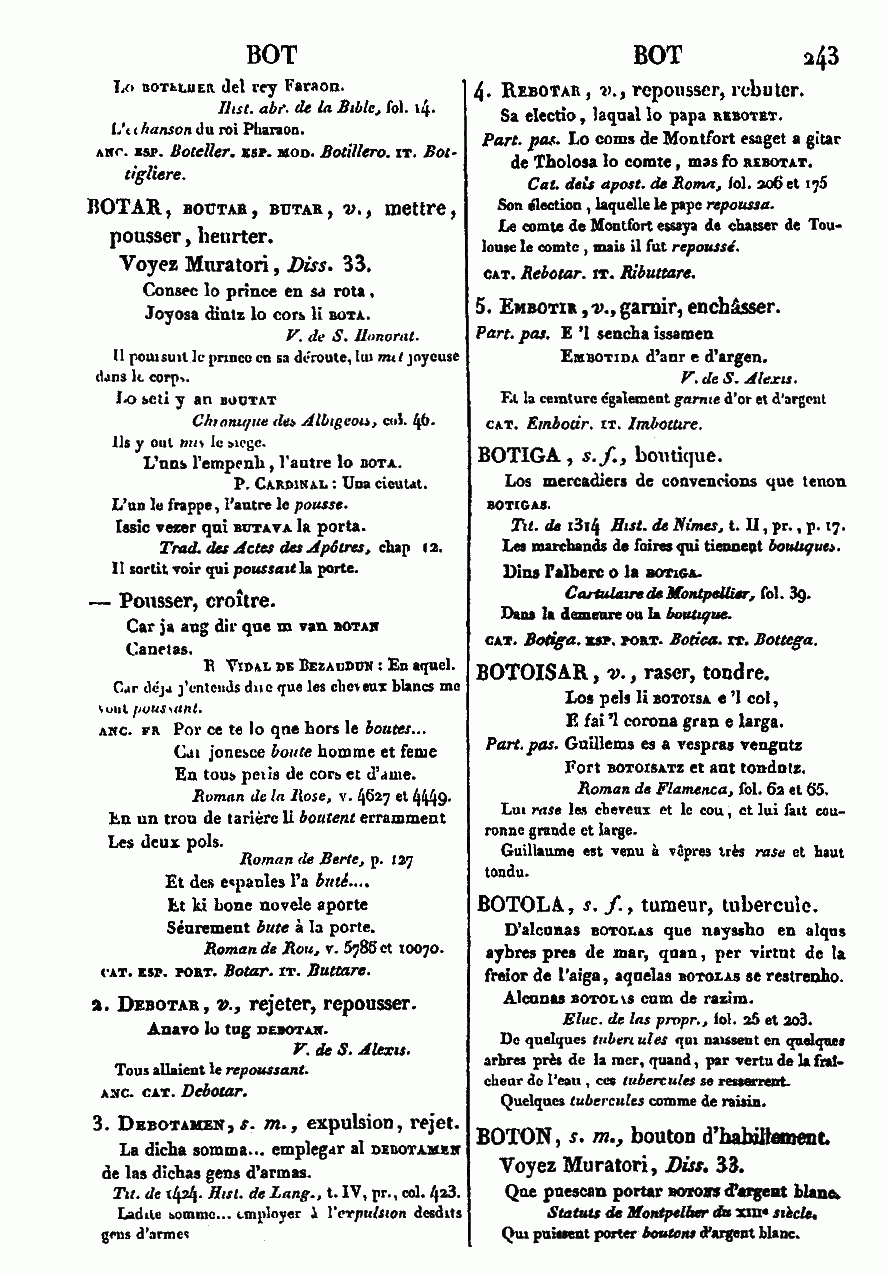 BOT
BOT 243
Lo BOTELLIER del rey Faraon.
Hist. abr. de la Bible, fol. 14.
L'échanson du roi Pharaon.
ANC. ESP. Boteller. ESP. MOD. Botillero. IT. Bot-
tigliere.
BOTAR, BOUTAR, BUTAR, v., mettre,
pousser, heurter.
Voyez Muratori, Diss. 33.
Consec lo prince en sa rota,
Joyosa dintz lo cors li BOTA.
V. de S. Honorat.
Il poursuit le prince en sa déroute, lui met joyeuse
dans le corps.
Lo seti y an BOUTAT
Chronique des Albigeois, col. 46.
Ils y ont mis le siege.
L'uns l'empenh, l'autre lo BOTA.
P. CARDINAL : Una cieutat.
L'un le frappe, l'autre le pousse.
Issic vezer qui BUTAVA la porta.
Trad. des Actes des Apôtres, chap 12.
Il sortit voir qui poussait la porte.
— Pousser, croître.
Car ja aug dir que m van BOTAN
Canetas.
R VIDAL DE BEZAUDUN : En aquel.
Car déja j'entends dire que les cheveux blancs me
vont poussant.
ANC. FR Por ce te lo que hors le boutes...
Car jonesce boute homme et feme
En tous perils de cors et d'ame.
Roman de la Rose, v. 4627 et 4449.
En un trou de tarière li boutent erramment
Les deux pols.
Roman de Berte, p. 127
Et des espaules l'a buté....
Et ki bone novele aporte
Séurement bute à la porte.
Roman de Rou, v. 5785 et 10070.
CAT. ESP. PORT. Botar. IT. Buttare.
2. DEBOTAR, v., rejeter, repousser.
Anavo lo tug DEBOTAN.
V. de S. Alexis.
Tous allaient le repoussant.
ANC. CAT. Debotar.
3. DEBOTAMEN, s. m., expulsion, rejet.
La dicha somma... emplegar al DEBOTAMEN
de las dichas gens d'armas.
Tit. de 1424. Hist. de Lang., t. IV, pr., col. 423.
Ladite somme... employer à l'expulsion desdits
gens d'armes
4. REBOTAR, v., repousser, rebuter.
Sa electio, laqual lo papa REBOTET.
Part. pas. Lo coms de Montfort esaget a gitar
de Tholosa lo comte, mas fo REBOTAT.
Cat. dels apost. de Roma, fol. 206 et 175
Son élection, laquelle le pape repoussa.
Le comte de Montfort essaya de chasser de Tou-
louse le comte, mais il fut repoussé.
CAT. Rebotar. IT. Ributtare.
5. EMBOTIR, v., garnir, enchâsser.
Part. pas. E 'l sencha issamen
EMBOTIDA d'aur e d'argen.
V. de S. Alexis.
Et la ceinture également garnie d'or et d'argent
CAT. Embotir. IT. Imbottire.
BOTIGA, s. f., boutique.
Los mercadiers de convencions que tenon
BOTIGAS.
Tit. de 1314 Hist. de Nîmes, t. II, pr., p. 17.
Les marchands de foires qui tiennent boutiques.
Dins l'alberc o la BOTIGA.
Cartulaire de Montpellier, fol. 39.
Dans la demeure ou la boutique.
CAT. Botiga. ESP. PORT. Botica. IT. Bottega.
BOTOISAR, v., raser, tondre.
Los pels li BOTOISA e 'l col,
E fai 'l corona gran e larga.
Part. pas. Guillems es a vespras vengutz
Fort BOTOISATZ et aut tondutz.
Roman de Flamenca, fol. 62 et 65.
Lui rase les cheveux et le cou, et lui fait cou-
ronne grande et large.
Guillaume est venu à vêpres très rase et haut
tondu.
BOTOLA, s. f., tumeur, tubercule.
D'alcunas BOTOLAS que nayssho en alqus
aybres pres de mar, quan, per virtut de la
freior de l'aiga, aquelas BOTOLAS se restrenho.
Alcunas BOTOLAS cum de razim.
Eluc. de las propr., fol. 25 et 203.
De quelques tubercules qui naissent en quelques
arbres près de la mer, quand, par vertu de la fraî-
cheur de l'eau, ces tubercules se resserrent.
Quelques tubercules comme de raisin.
BOTON, s. m., bouton d'habillement.
Voyez Muratori, Diss. 33.
Que puescan portar BOTONS d'argent blanc.
Statuts de Montpellier du XIIIe siècle.
Qui puissent porter boutons d'argent blanc.